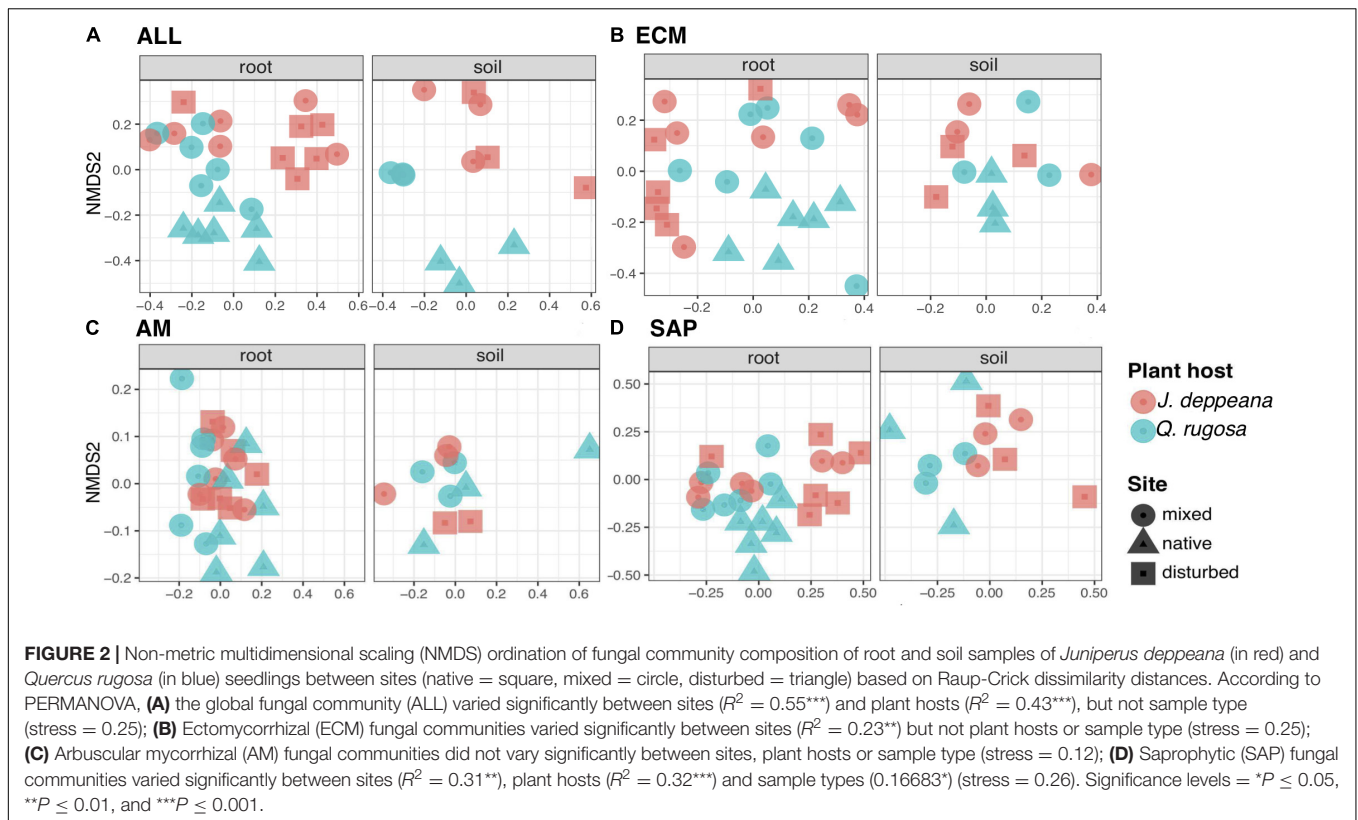 A ALL
root soil
NMDS2
0.2
0.0
−0.2
−0.4
−0.4 −0.2 0.0 0.2 0.4 0.6 −0.4 −0.2 0.0 0.2 0.4 0.6
B ECM
root soil
0.2
0.0
−0.2
−0.4
−0.2 0.0 0.2 0.4 −0.2 0.0 0.2 0.4
C AM
root soil
NMDS2
0.2
0.1
0.0
−0.1
−0.2
−0.2 0.0 0.2 0.4 0.6 −0.2 0.0 0.2 0.4 0.6
D SAP
root soil
0.50
0.25
0.00
−0.25
−0.50
−0.25 0.00 0.25 0.50 −0.25 0.00 0.25 0.50
Plant host
J. deppeana
Q. rugosa
Site
mixed
native
disturbed
FIGURE 2 | Non-metric multidimensional scaling (NMDS) ordination of fungal community composition of root and soil samples of Juniperus deppeana (in red) and
Quercus rugosa (in blue) seedlings between sites (native = square, mixed = circle, disturbed = triangle) based on Raup-Crick dissimilarity distances. According to
PERMANOVA, (A) the global fungal community (ALL) varied significantly between sites (R² = 0.55***) and plant hosts (R² = 0.43***), but not sample type
(stress = 0.25); (B) Ectomycorrhizal (ECM) fungal communities varied significantly between sites (R² = 0.23**) but not plant hosts or sample type (stress = 0.25);
(C) Arbuscular mycorrhizal (AM) fungal communities did not vary significantly between sites, plant hosts or sample type (stress = 0.12); (D) Saprophytic (SAP) fungal
communities varied significantly between sites (R² = 0.31**), plant hosts (R² = 0.32***) and sample types (0.16683*) (stress = 0.26). Significance levels = *P ≤ 0.05,
**P ≤ 0.01, and ***P ≤ 0.001.